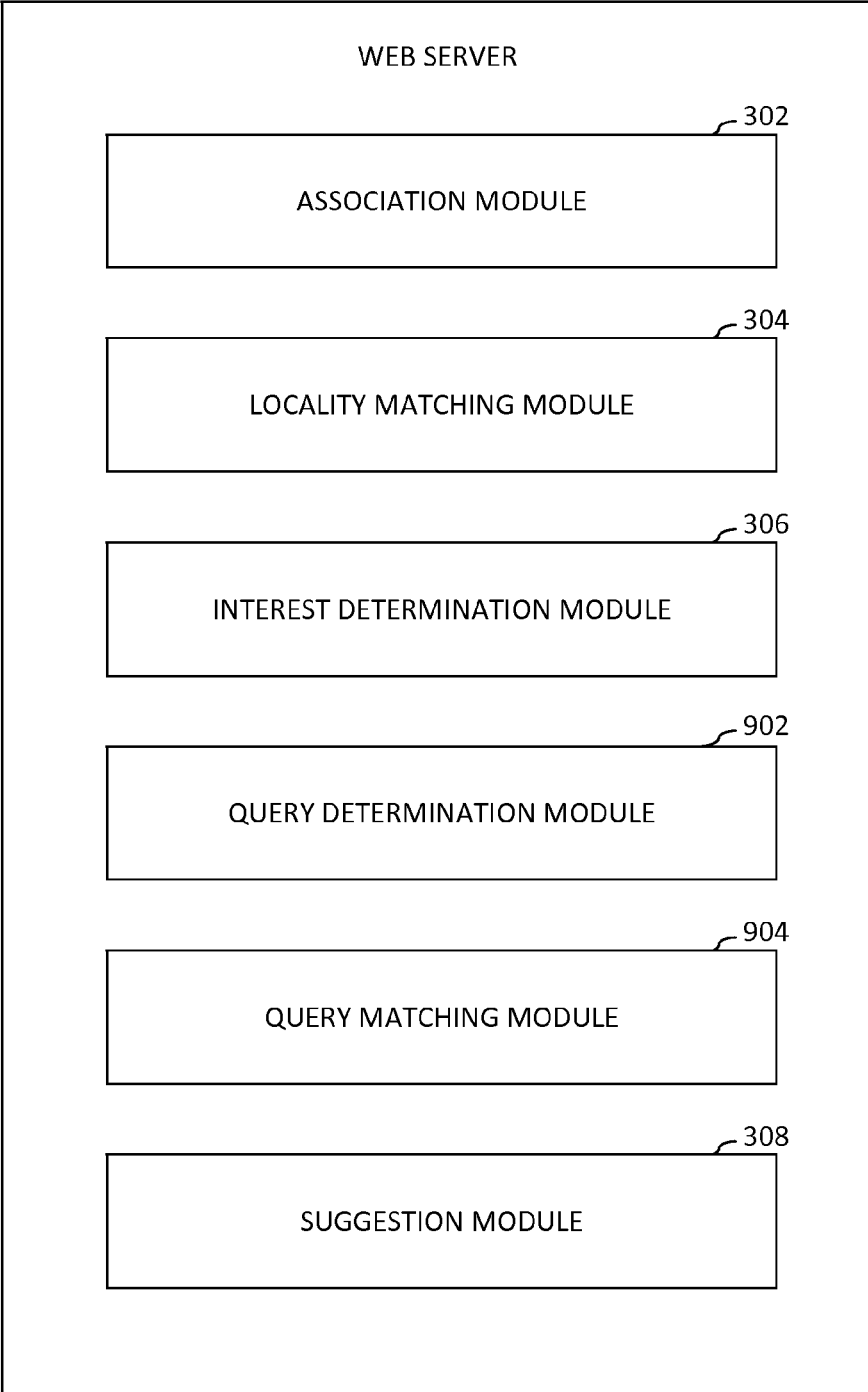 WEB SERVER
302
ASSOCIATION MODULE
304
LOCALITY MATCHING MODULE
306
INTEREST DETERMINATION MODULE
902
QUERY DETERMINATION MODULE
904
QUERY MATCHING MODULE
308
SUGGESTION MODULE